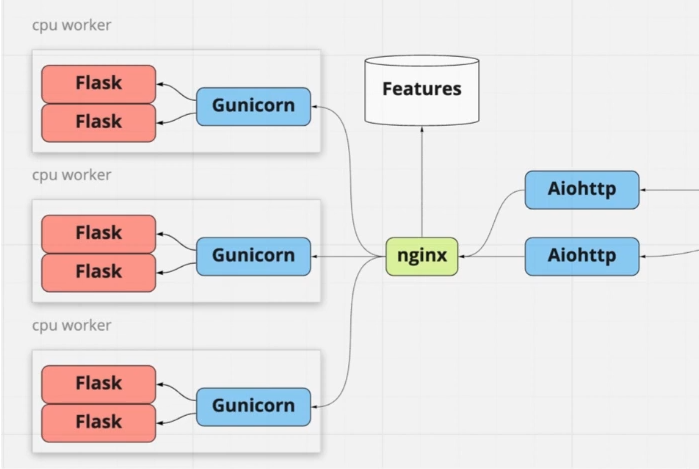 cpu worker
Flask
Flask
Gunicorn
Features
cpu worker
Flask
Flask
Gunicorn
nginx
Aiohttp
Aiohttp
cpu worker
Flask
Flask
Gunicorn